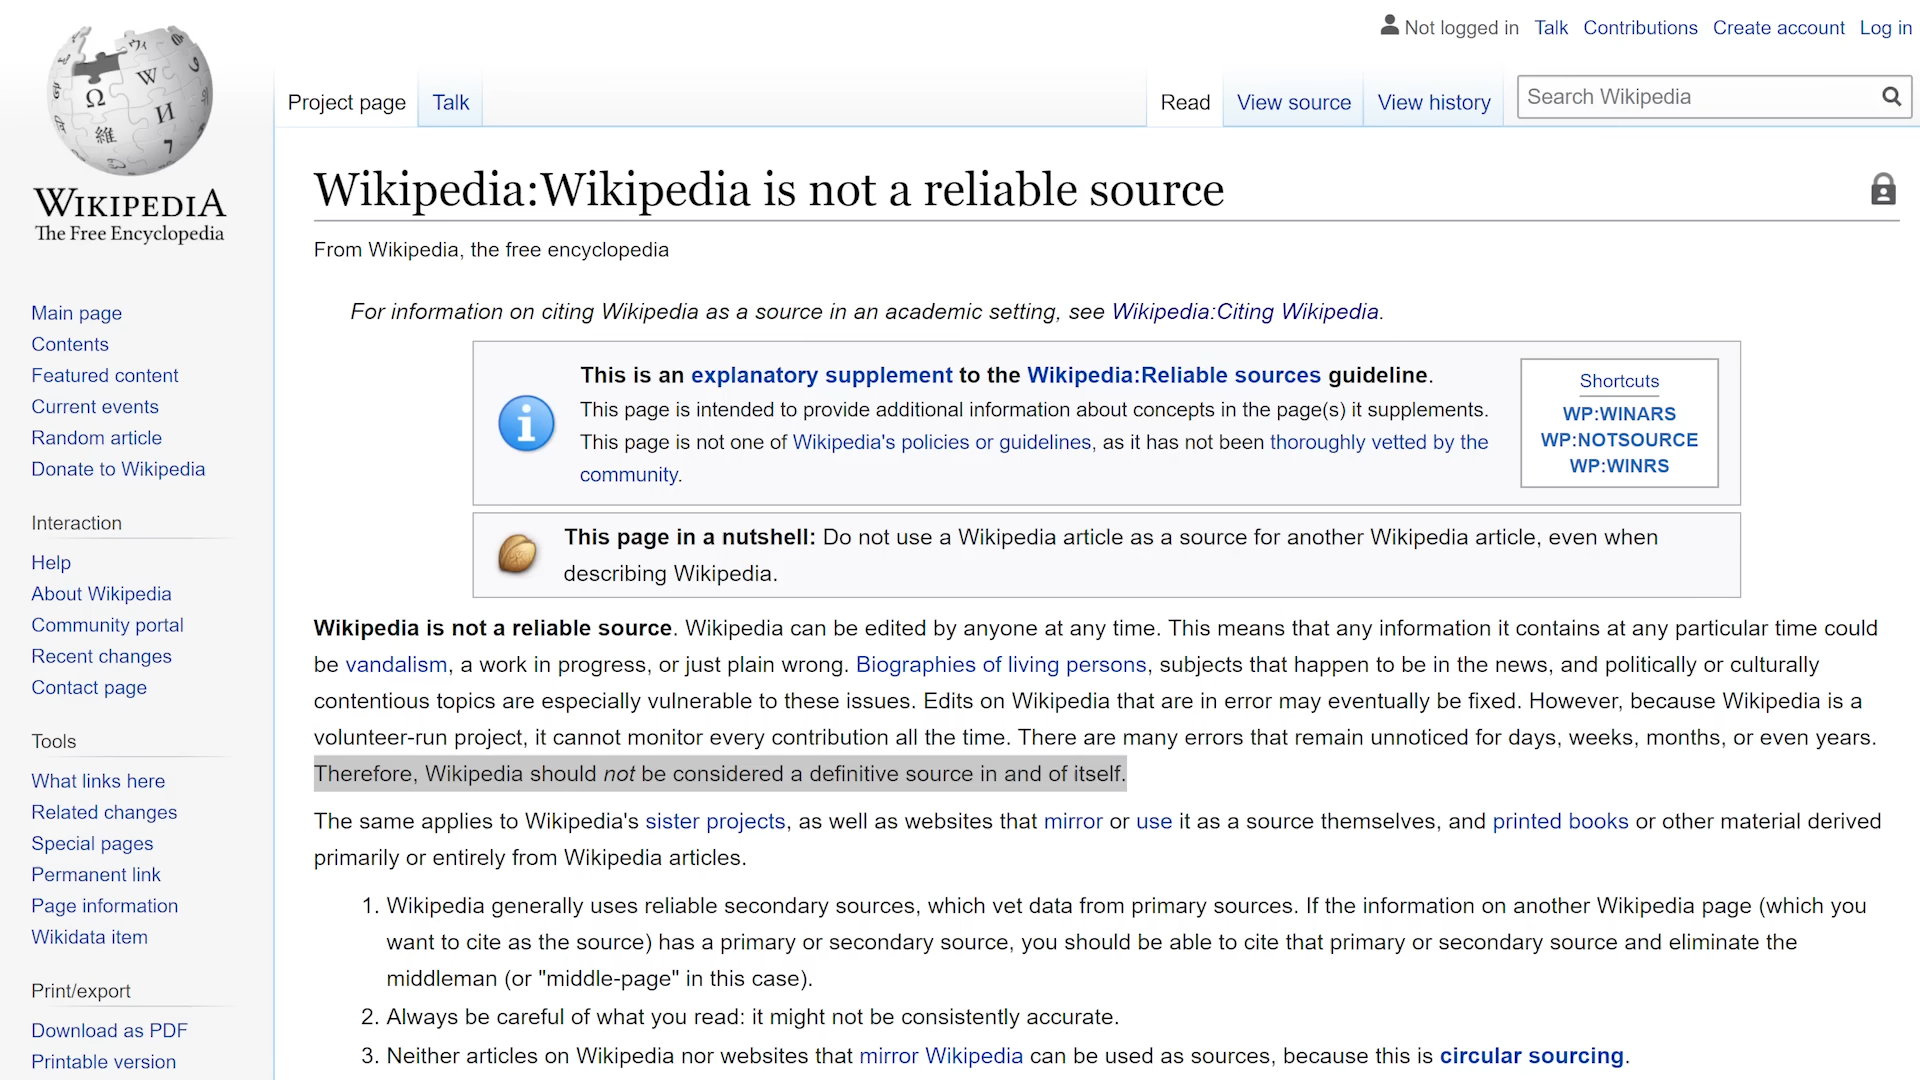 Not logged in Talk Contributions Create account Log in
Project page Talk Read View source View history Search Wikipedia
WIKIPEDIA
The Free Encyclopedia
Main page
Contents
Featured content
Current events
Random article
Donate to Wikipedia
Interaction
Help
About Wikipedia
Community portal
Recent changes
Contact page
Tools
What links here
Related changes
Special pages
Permanent link
Page information
Wikidata item
Print/export
Download as PDF
Printable version
Wikipedia:Wikipedia is not a reliable source
From Wikipedia, the free encyclopedia
For information on citing Wikipedia as a source in an academic setting, see Wikipedia:Citing Wikipedia.
This is an explanatory supplement to the Wikipedia:Reliable sources guideline.
This page is intended to provide additional information about concepts in the page(s) it supplements.
This page is not one of Wikipedia's policies or guidelines, as it has not been thoroughly vetted by the
community.
Shortcuts
WP:WINARS
WP:NOTSOURCE
WP:WINRS
This page in a nutshell: Do not use a Wikipedia article as a source for another Wikipedia article, even when
describing Wikipedia.
Wikipedia is not a reliable source. Wikipedia can be edited by anyone at any time. This means that any information it contains at any particular time could
be vandalism, a work in progress, or just plain wrong. Biographies of living persons, subjects that happen to be in the news, and politically or culturally
contentious topics are especially vulnerable to these issues. Edits on Wikipedia that are in error may eventually be fixed. However, because Wikipedia is a
volunteer-run project, it cannot monitor every contribution all the time. There are many errors that remain unnoticed for days, weeks, months, or even years.
Therefore, Wikipedia should not be considered a definitive source in and of itself.
The same applies to Wikipedia's sister projects, as well as websites that mirror or use it as a source themselves, and printed books or other material derived
primarily or entirely from Wikipedia articles.
1. Wikipedia generally uses reliable secondary sources, which vet data from primary sources. If the information on another Wikipedia page (which you
want to cite as the source) has a primary or secondary source, you should be able to cite that primary or secondary source and eliminate the
middleman (or "middle-page" in this case).
2. Always be careful of what you read: it might not be consistently accurate.
3. Neither articles on Wikipedia nor websites that mirror Wikipedia can be used as sources, because this is circular sourcing.